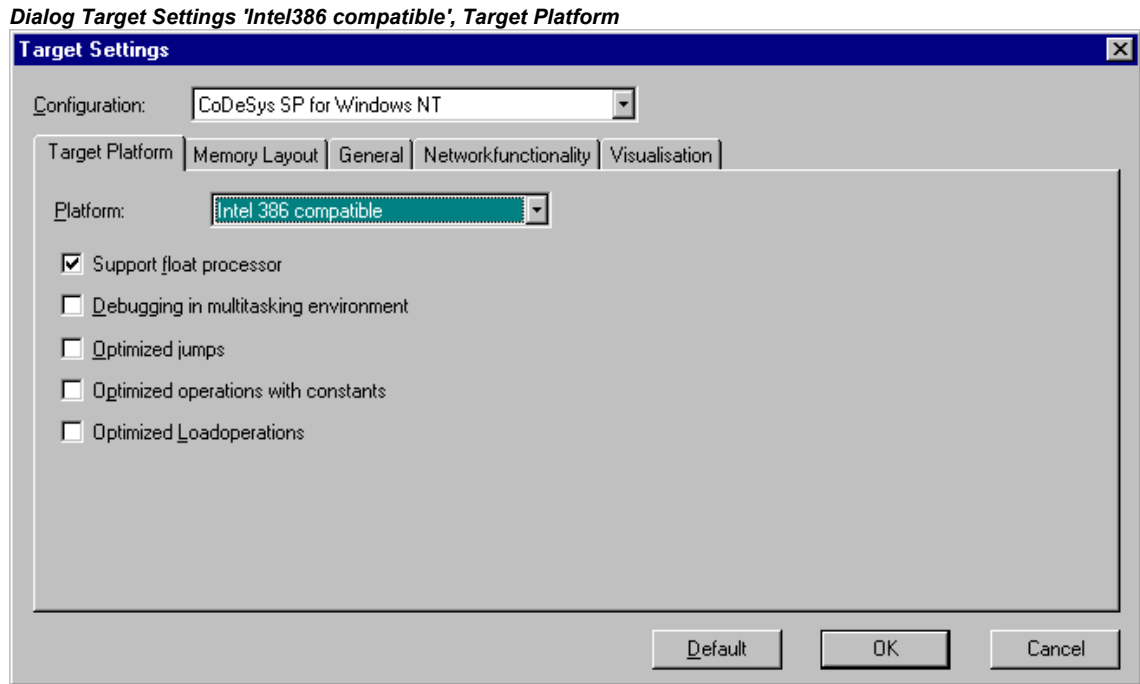 Dialog Target Settings 'Intel386 compatible', Target Platform
Target Settings
Configuration: CoDeSys SP for Windows NT
Target Platform Memory Layout General Networkfunctionality Visualisation
Platform: Intel 386 compatible
Support float processor
Debugging in multitasking environment
Optimized jumps
Optimized operations with constants
Optimized Loadoperations
Default OK Cancel